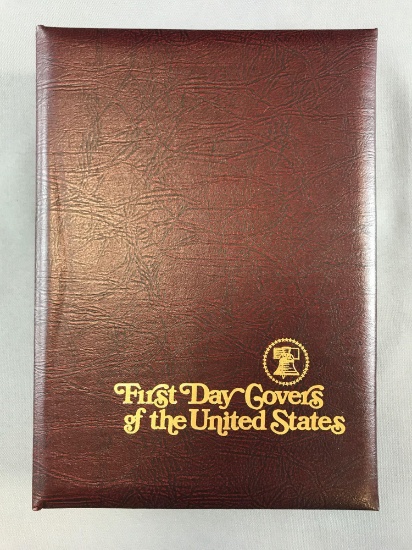 First Day Covers
of the United States